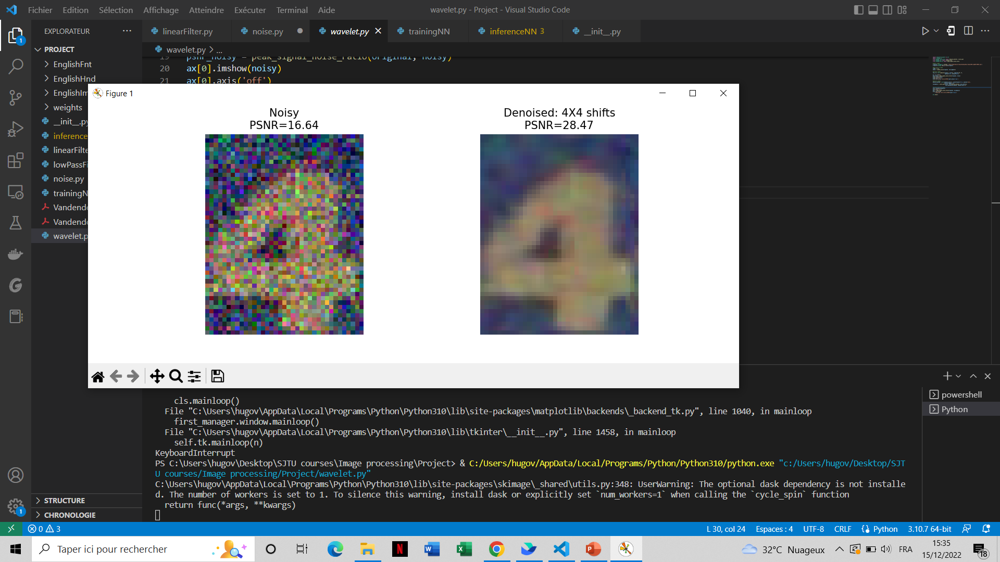 Fichier Edition Sélection Affichage Atteindre Exécuter Terminal Aide
wavelet.py - Project - Visual Studio Code
EXPLORATEUR ...
linearFilter.py
noise.py
wavelet.py
trainingNN
inferenceNN 3
__init__.py
PROJECT
wavelet.py > ...
EnglishFnt
EnglishHnd
EnglishIm
weights
__init__.py
inference
linearFilte
lowPassFi
noise.py
trainingN
Vandend
Vandend
wavelet.p
19 psnr_noisy = peak_signal_noise_ratio(original, noisy)
20 ax[0].imshow(noisy)
21 ax[0].axis('off')
Figure 1
Noisy
PSNR=16.64
Denoised: 4X4 shifts
PSNR=28.47
powershell
Python
cls.mainloop()
File "C:\Users\hugov\AppData\Local\Programs\Python\Python310\lib\site-packages\matplotlib\backends\_backend_tk.py", line 1040, in mainloop
first_manager.window.mainloop()
File "C:\Users\hugov\AppData\Local\Programs\Python\Python310\lib\tkinter\__init__.py", line 1458, in mainloop
self.tk.mainloop(n)
KeyboardInterrupt
PS C:\Users\hugov\Desktop\SJTU courses\Image processing\Project> & C:/Users/hugov/AppData/Local/Programs/Python/Python310/python.exe "c:/Users/hugov/Desktop/SJT
U courses/Image processing/Project/wavelet.py"
C:\Users\hugov\AppData\Local\Programs\Python\Python310\lib\site-packages\skimage\_shared\utils.py:348: UserWarning: The optional dask dependency is not installe
d. The number of workers is set to 1. To silence this warning, install dask or explicitly set `num_workers=1` when calling the `cycle_spin` function
return func(*args, **kwargs)
STRUCTURE
CHRONOLOGIE
0 3
L 30, col 24 Espaces : 4 UTF-8 CRLF Python 3.10.7 64-bit
Taper ici pour rechercher
32°C Nuageux
FRA
15:35
15/12/2022
18